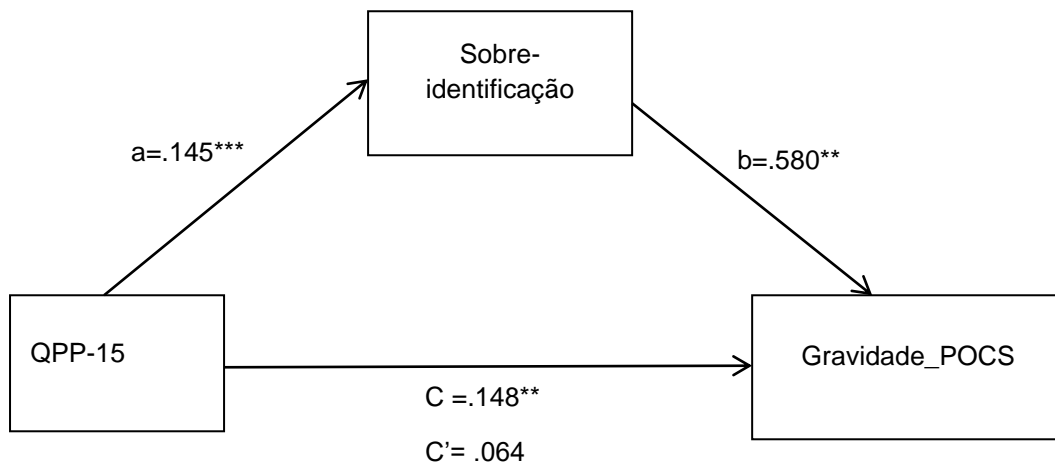 Sobre-
identificação
a=.145***
b=.580**
QPP-15
Gravidade_POCS
C =.148**
C’= .064